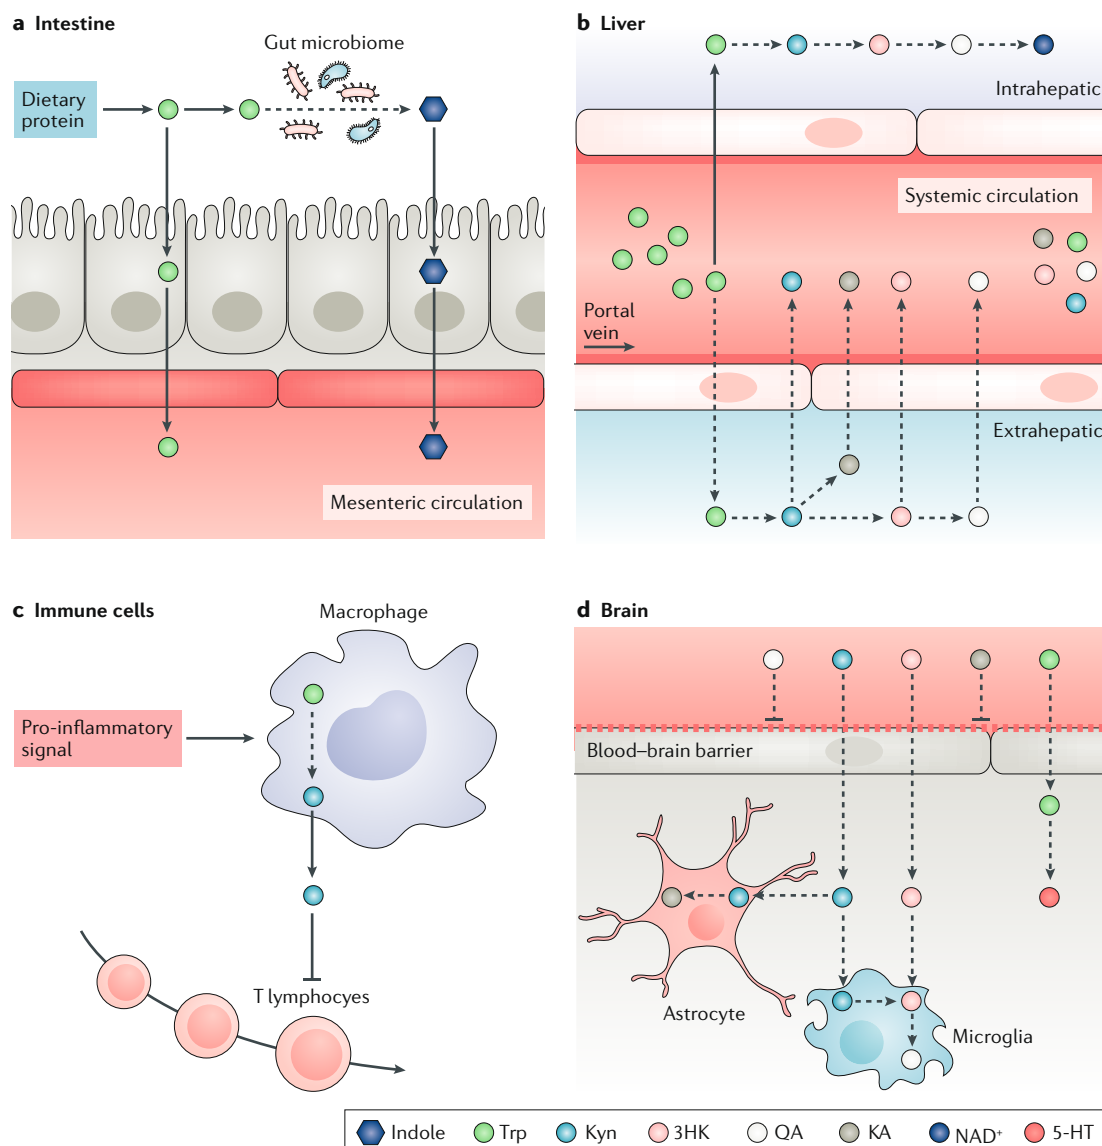 a Intestine
Gut microbiome
Dietary
protein
Mesenteric circulation
b Liver
Intrahepatic
Systemic circulation
Portal
vein
Extrahepatic
c Immune cells
Macrophage
Pro-inflammatory
signal
T lymphocyes
d Brain
Blood–brain barrier
Astrocyte
Microglia
Indole Trp Kyn 3HK QA KA NAD⁺ 5-HT